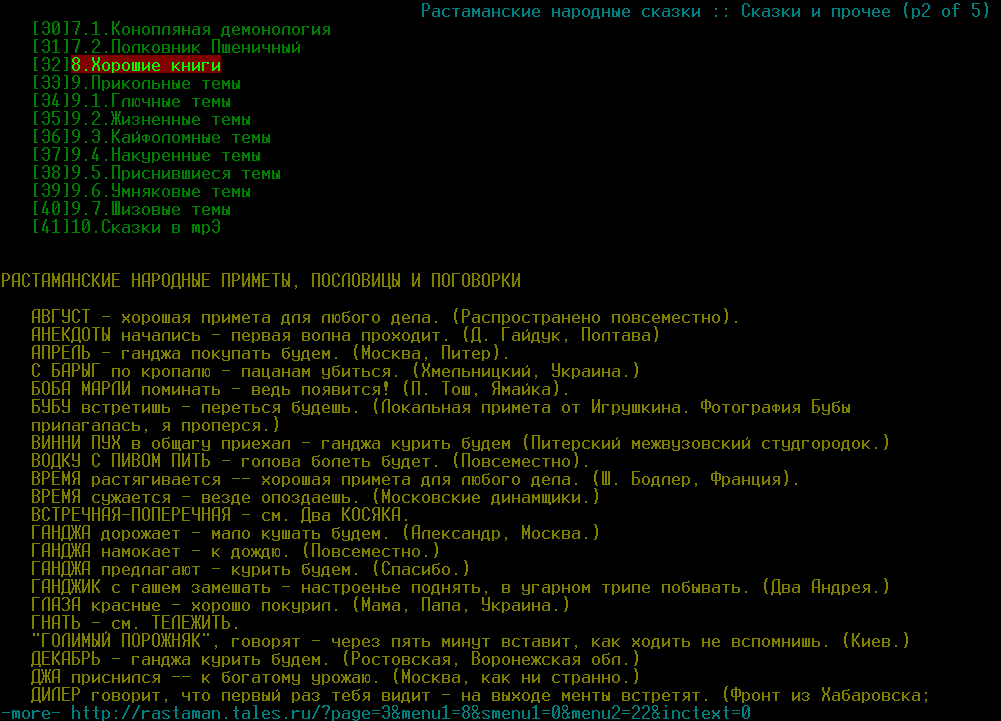 Растаманские народные сказки :: Сказки и прочее (p2 of 5)
[30]7.1.Конопляная демонология
[31]7.2.Полковник Пшеничный
[32]8.Хорошие книги
[33]9.Прикольные темы
[34]9.1.Глючные темы
[35]9.2.Жизненные темы
[36]9.3.Кайфоломные темы
[37]9.4.Накуренные темы
[38]9.5.Приснившиеся темы
[39]9.6.Умняковые темы
[40]9.7.Шизовые темы
[41]10.Сказки в mp3
РАСТАМАНСКИЕ НАРОДНЫЕ ПРИМЕТЫ, ПОСЛОВИЦЫ И ПОГОВОРКИ
АВГУСТ - хорошая примета для любого дела. (Распространено повсеместно).
АНЕКДОТЫ начались - первая волна проходит. (Д. Гайдук, Полтава)
АПРЕЛЬ - ганджа покупать будем. (Москва, Питер).
С БАРЫГ по кропалю - пацанам убиться. (Хмельницкий, Украина.)
БОБА МАРЛИ поминать - ведь появится! (П. Тош, Ямайка).
БУБУ встретишь - переться будешь. (Локальная примета от Игрушкина. Фотография Бубы
прилагалась, я проперся.)
ВИННИ ПУХ в общагу приехал - ганджа курить будем (Питерский межвузовский студгородок.)
ВОДКУ С ПИВОМ ПИТЬ - голова болеть будет. (Повсеместно).
ВРЕМЯ растягивается -- хорошая примета для любого дела. (Ш. Бодлер, Франция).
ВРЕМЯ сужается - везде опоздаешь. (Московские динамщики.)
ВСТРЕЧНАЯ-ПОПЕРЕЧНАЯ - см. Два КОСЯКА.
ГАНДЖА дорожает - мало кушать будем. (Александр, Москва.)
ГАНДЖА намокает - к дождю. (Повсеместно.)
ГАНДЖА предлагают - курить будем. (Спасибо.)
ГАНДЖИК с гашем замешать - настроенье поднять, в угарном трипе побывать. (Два Андрея.)
ГЛАЗА красные - хорошо покурил. (Мама, Папа, Украина.)
ГНАТЬ - см. ТЕЛЕЖИТЬ.
"ГОЛИМЫЙ ПОРОЖНЯК", говорят - через пять минут вставит, как ходить не вспомнишь. (Киев.)
ДЕКАБРЬ - ганджа курить будем. (Ростовская, Воронежская обл.)
ДЖА приснился -- к богатому урожаю. (Москва, как ни странно.)
ДИЛЕР говорит, что первый раз тебя видит - на выходе менты встретят. (Фронт из Хабаровска;
-more- http://rastaman.tales.ru/?page=3&menu1=8&smenu1=0&menu2=22&inctext=0